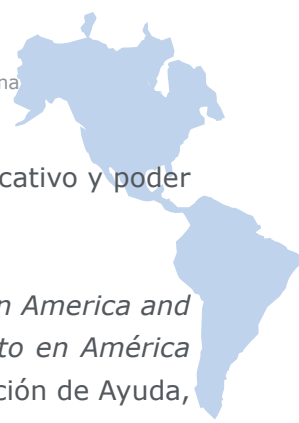 na
cativo y poder
n America and
to en América
ción de Ayuda,